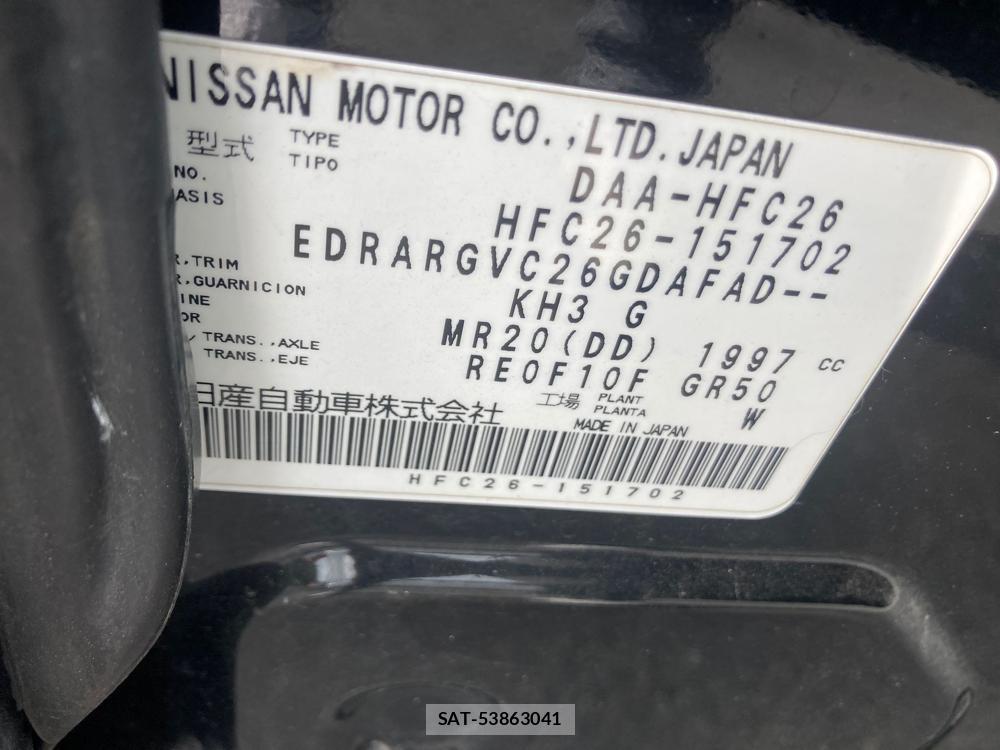 NISSAN MOTOR CO.,LTD.JAPAN
型式 TYPE TIPO DAA-HFC26
NO. HFC26-151702
ASIS
EDRARGVC26GDAFAD--
R,TRIM KH3 G
R,GUARNICION
INE MR20(DD) 1997 CC
OR
TRANS.,AXLE RE0F10F GR50
TRANS.,EJE
日産自動車株式会社 工場 PLANT PLANTA W
MADE IN JAPAN
HFC26-151702
SAT-53863041